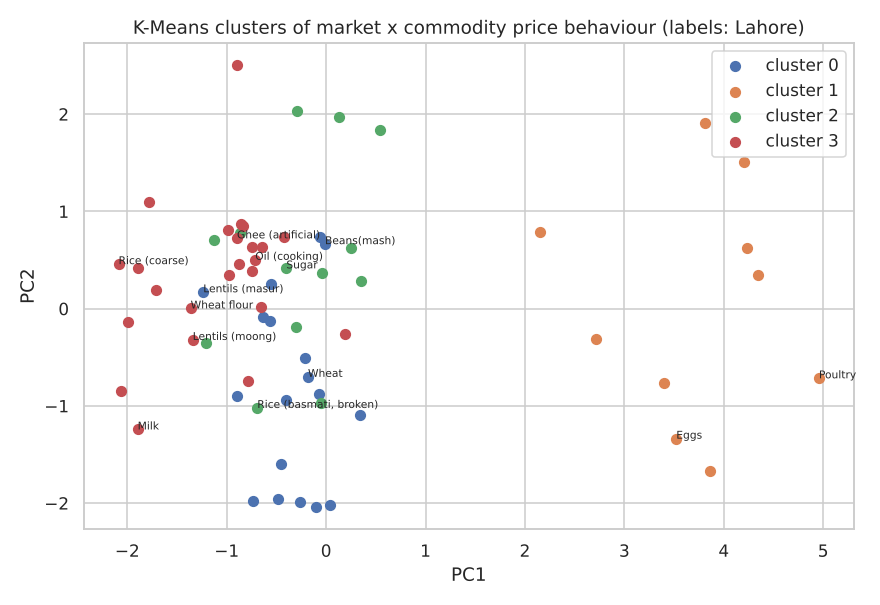 K-Means clusters of market x commodity price behaviour (labels: Lahore)
cluster 0
cluster 1
cluster 2
cluster 3
2
1
0
−1
−2
PC2
Ghee (artificial)
Beans(mash)
Oil (cooking)
Rice (coarse)
Sugar
Lentils (masur)
Wheat flour
Lentils (moong)
Wheat
Poultry
Rice (basmati, broken)
Milk
Eggs
−2
−1
0
1
2
3
4
5
PC1